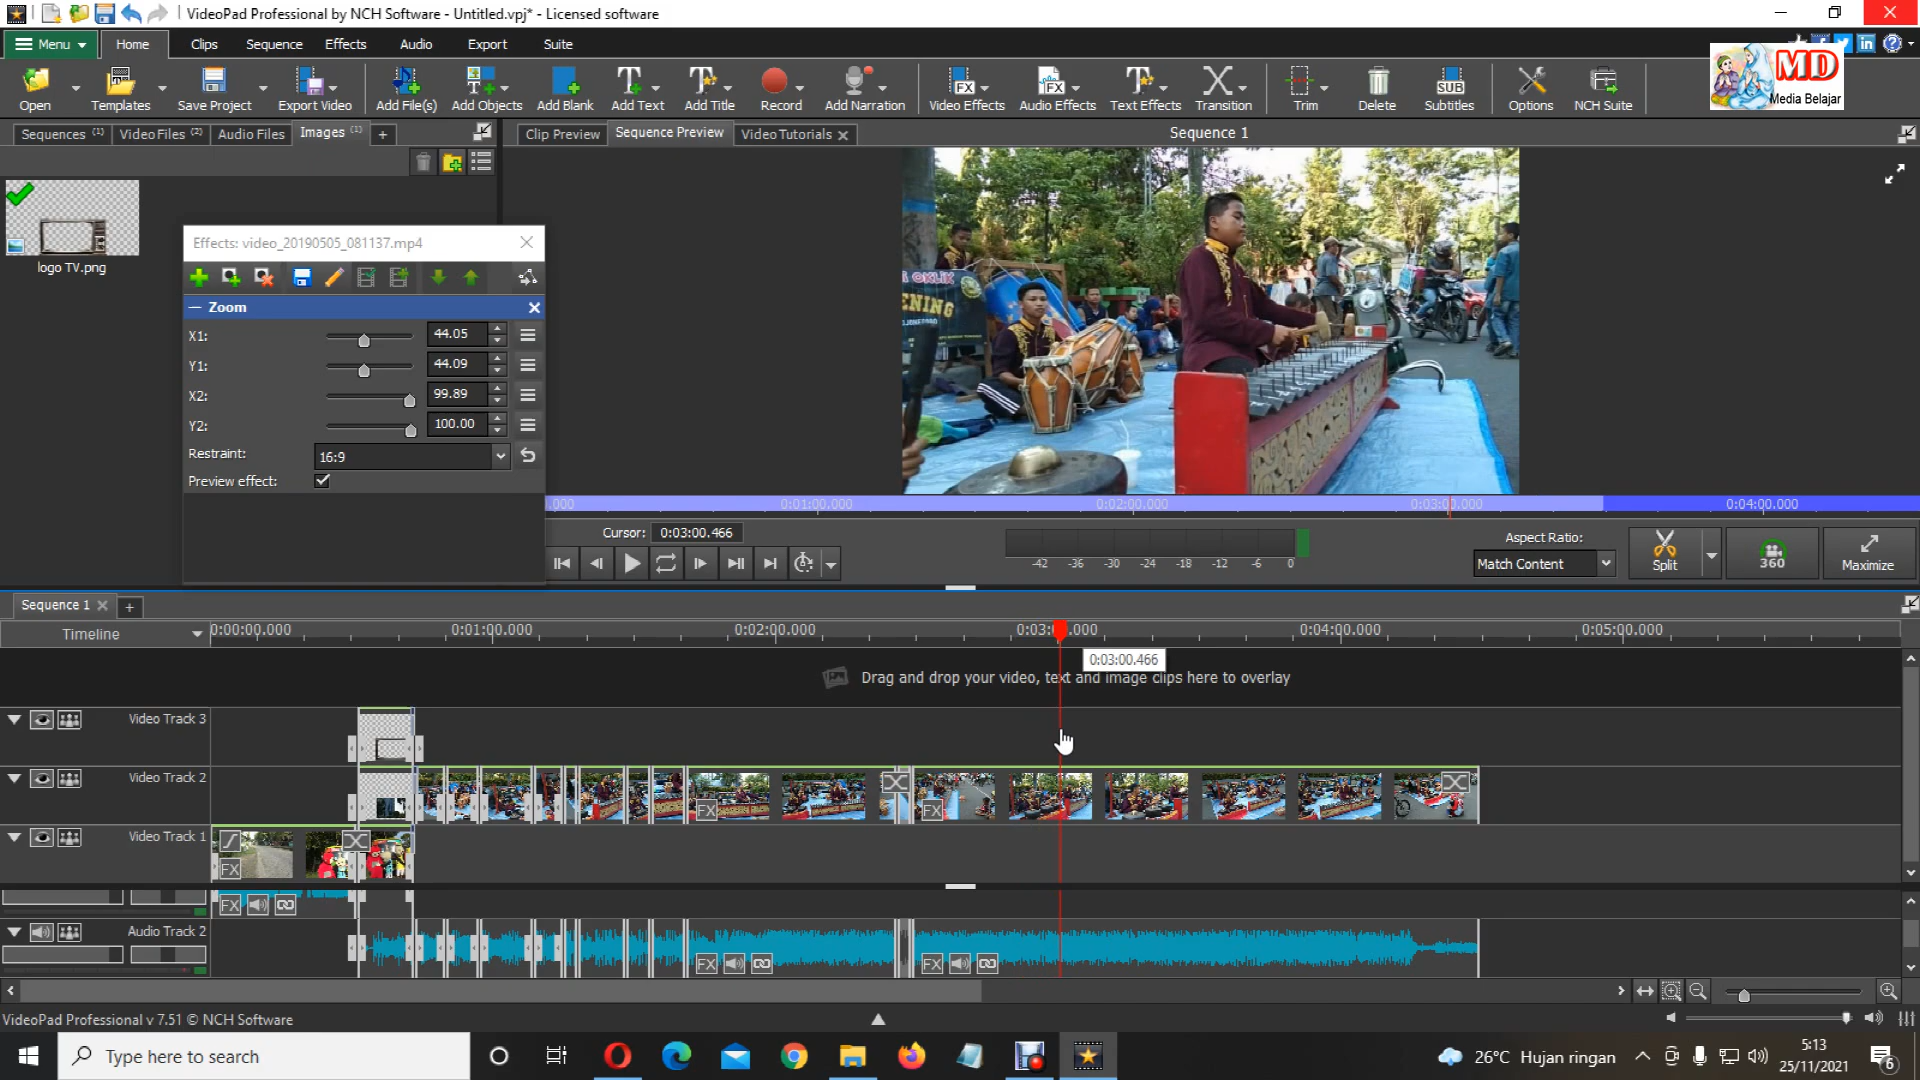 VideoPad Professional by NCH Software - Untitled.vpj* - Licensed software
Menu
Home
Clips
Sequence
Effects
Audio
Export
Suite
MD
Media Belajar
Open
Templates
Save Project
Export Video
Add File(s)
Add Objects
Add Blank
Add Text
Add Title
Record
Add Narration
Video Effects
Audio Effects
Text Effects
Transition
Trim
Delete
SUB
Subtitles
Options
NCH Suite
Sequences (1)
Video Files (2)
Audio Files
Images (1)
+
Clip Preview
Sequence Preview
Video Tutorials
Sequence 1
logo TV.png
Effects: video_20190505_081137.mp4
Zoom
X1: 44.05
Y1: 44.09
X2: 99.89
Y2: 100.00
Restraint: 16:9
Preview effect:
OKLIK
ENING
0:01:00.000
0:02:00.000
0:03:00.000
0:04:00.000
Cursor: 0:03:00.466
-42 -36 -30 -24 -18 -12 -6 0
Aspect Ratio:
Match Content
Split
360
Maximize
Sequence 1
+
Timeline
0:00:00.000
0:01:00.000
0:02:00.000
0:04:00.000
0:05:00.000
0:03:00.466
Drag and drop your video, text and image clips here to overlay
Video Track 3
Video Track 2
FX
FX
Video Track 1
FX
FX
Audio Track 2
FX
FX
VideoPad Professional v 7.51 © NCH Software
Type here to search
26°C Hujan ringan
5:13
25/11/2021
6